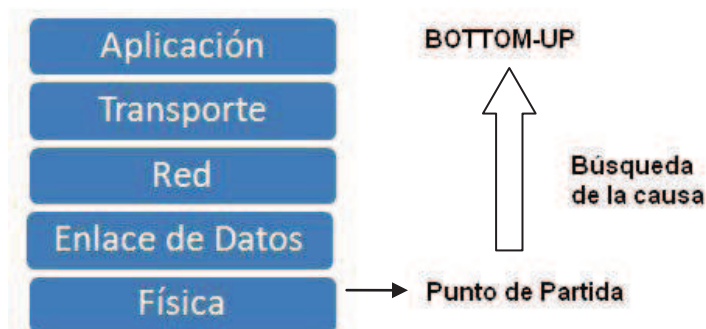 Aplicación
Transporte
Red
Enlace de Datos
Física
BOTTOM-UP
Búsqueda
de la causa
Punto de Partida